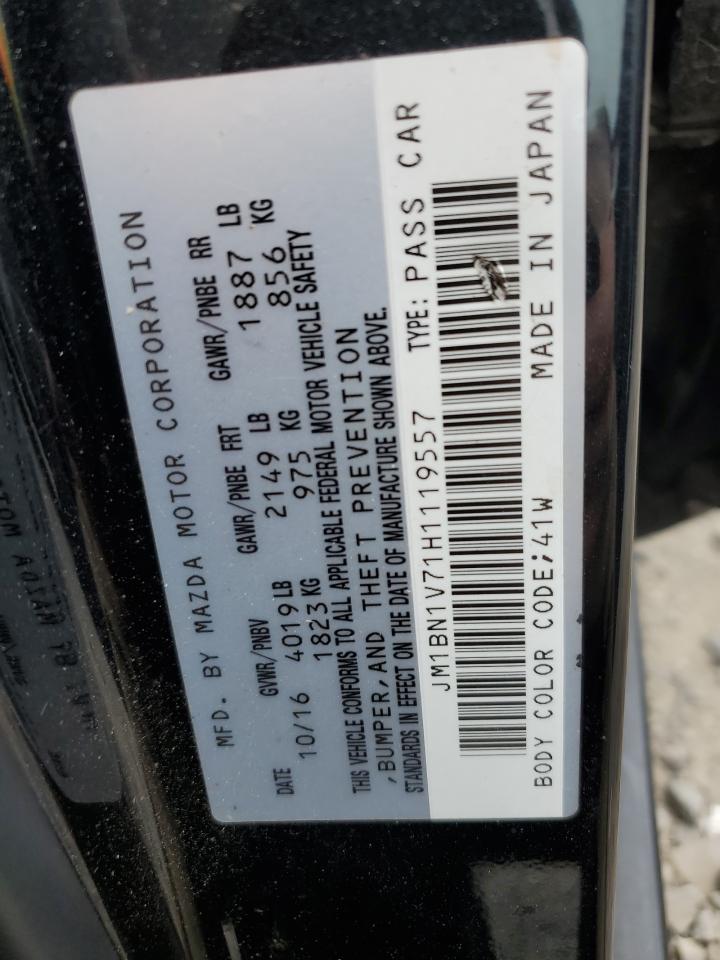 MFD. BY MAZDA MOTOR CORPORATION
DATE GVWR/PNBV GAWR/PNBE FRT GAWR/PNBE RR
10/16 4019 LB 2149 LB 1887 LB
1823 KG 975 KG 856 KG
THIS VEHICLE CONFORMS TO ALL APPLICABLE FEDERAL MOTOR VEHICLE SAFETY
,BUMPER,AND THEFT PREVENTION
STANDARDS IN EFFECT ON THE DATE OF MANUFACTURE SHOWN ABOVE.
JM1BN1V71H1119557 TYPE: PASS CAR
BODY COLOR CODE;41W MADE IN JAPAN